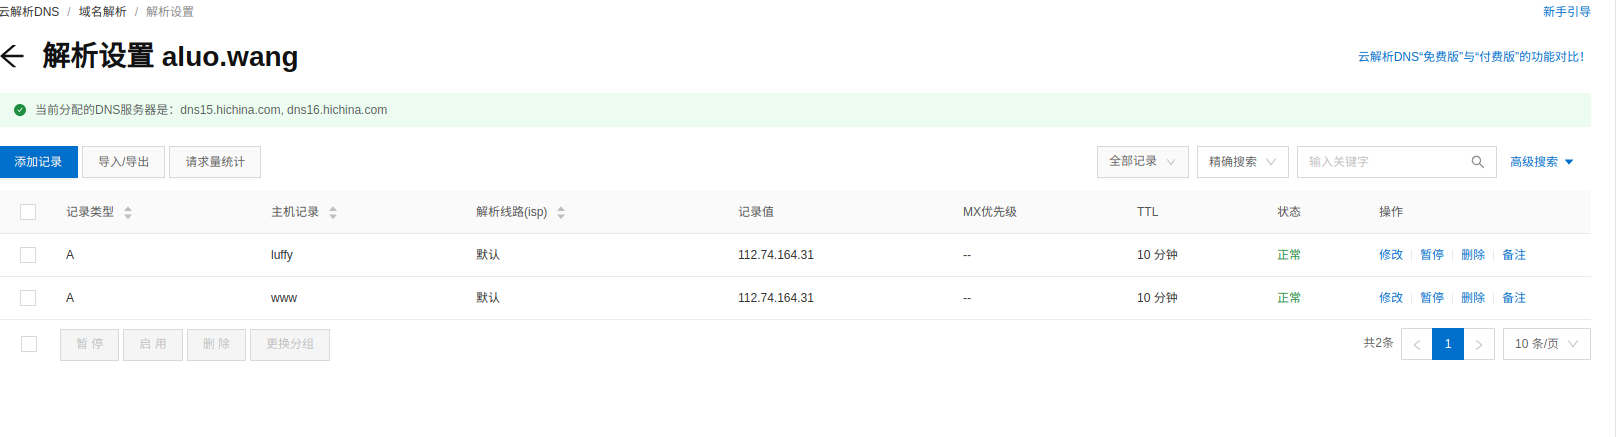 云解析DNS / 域名解析 / 解析设置 新手引导
解析设置 aluo.wang 云解析DNS“免费版”与“付费版”的功能对比!
当前分配的DNS服务器是：dns15.hichina.com, dns16.hichina.com
添加记录 导入/导出 请求量统计 全部记录 精确搜索 输入关键字 高级搜索
记录类型 主机记录 解析线路(isp) 记录值 MX优先级 TTL 状态 操作
A luffy 默认 112.74.164.31 -- 10 分钟 正常 修改 暂停 删除 备注
A www 默认 112.74.164.31 -- 10 分钟 正常 修改 暂停 删除 备注
暂 停 启 用 删 除 更换分组 共2条 1 10 条/页